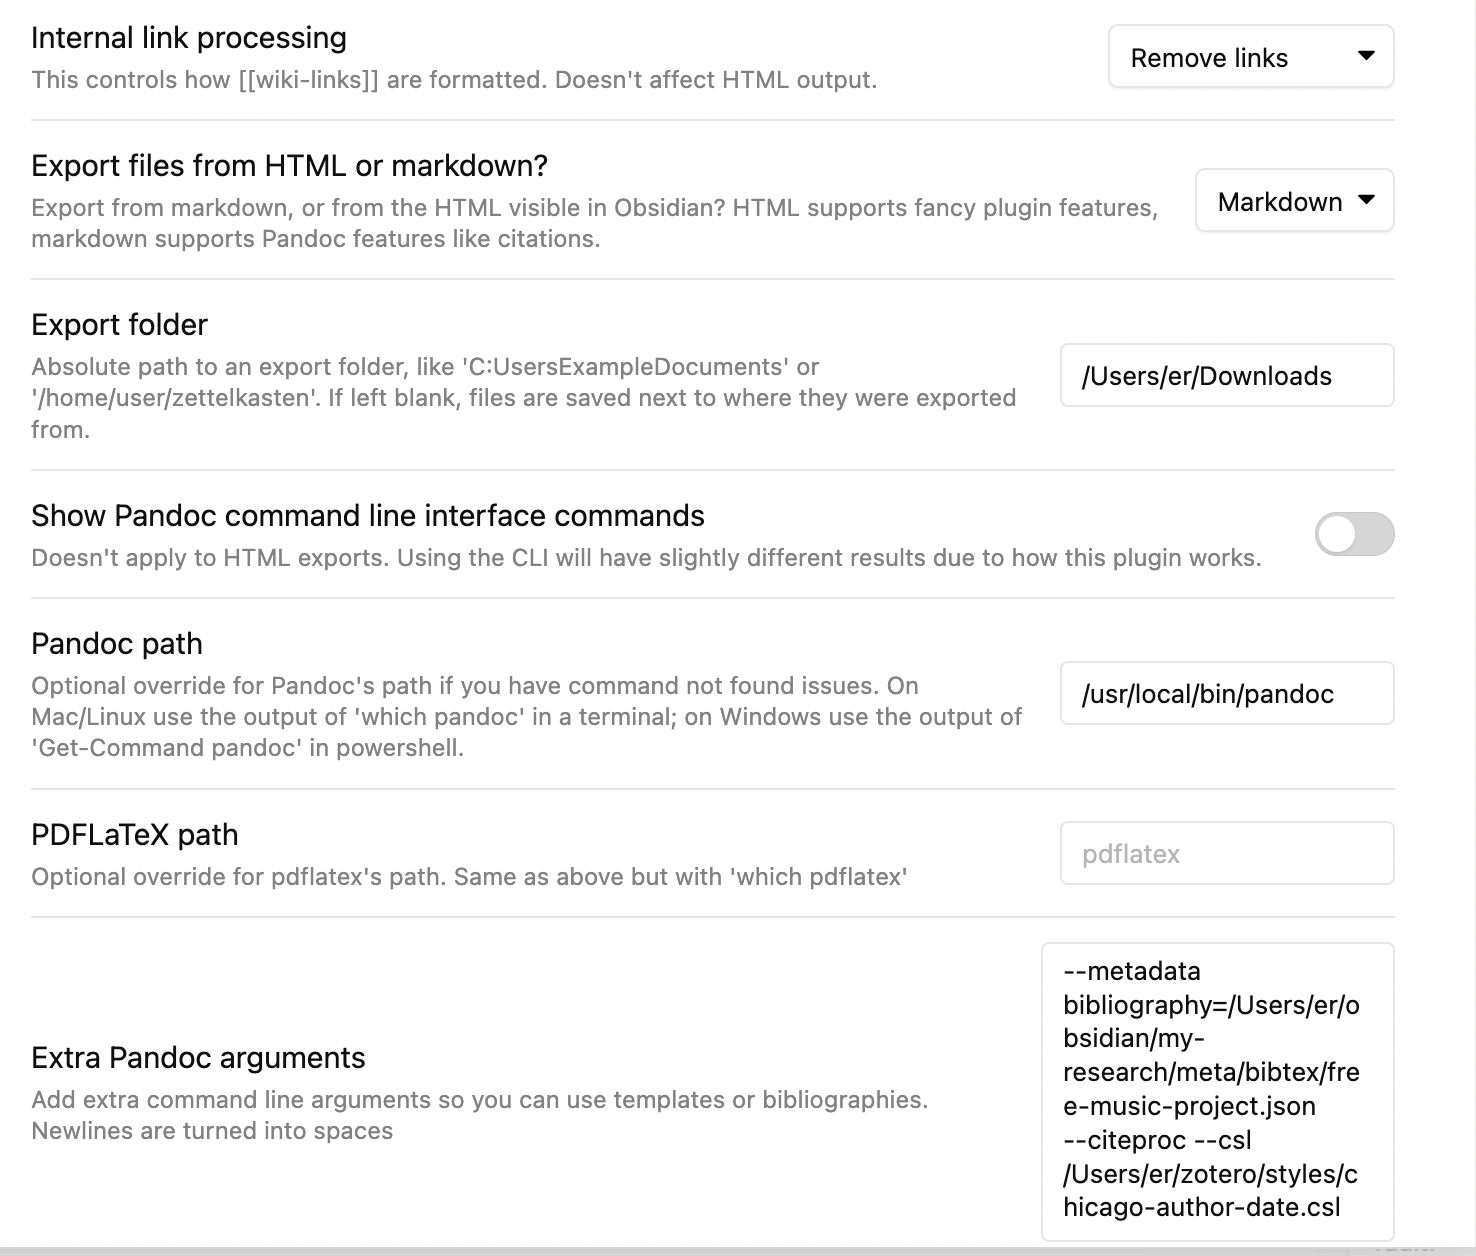 Internal link processing
This controls how [[wiki-links]] are formatted. Doesn't affect HTML output.
Remove links
Export files from HTML or markdown?
Export from markdown, or from the HTML visible in Obsidian? HTML supports fancy plugin features,
markdown supports Pandoc features like citations.
Markdown
Export folder
Absolute path to an export folder, like 'C:UsersExampleDocuments' or
'/home/user/zettelkasten'. If left blank, files are saved next to where they were exported
from.
/Users/er/Downloads
Show Pandoc command line interface commands
Doesn't apply to HTML exports. Using the CLI will have slightly different results due to how this plugin works.
Pandoc path
Optional override for Pandoc's path if you have command not found issues. On
Mac/Linux use the output of 'which pandoc' in a terminal; on Windows use the output of
'Get-Command pandoc' in powershell.
/usr/local/bin/pandoc
PDFLaTeX path
Optional override for pdflatex's path. Same as above but with 'which pdflatex'
pdflatex
Extra Pandoc arguments
Add extra command line arguments so you can use templates or bibliographies.
Newlines are turned into spaces
--metadata
bibliography=/Users/er/o
bsidian/my-
research/meta/bibtex/fre
e-music-project.json
--citeproc --csl
/Users/er/zotero/styles/c
hicago-author-date.csl